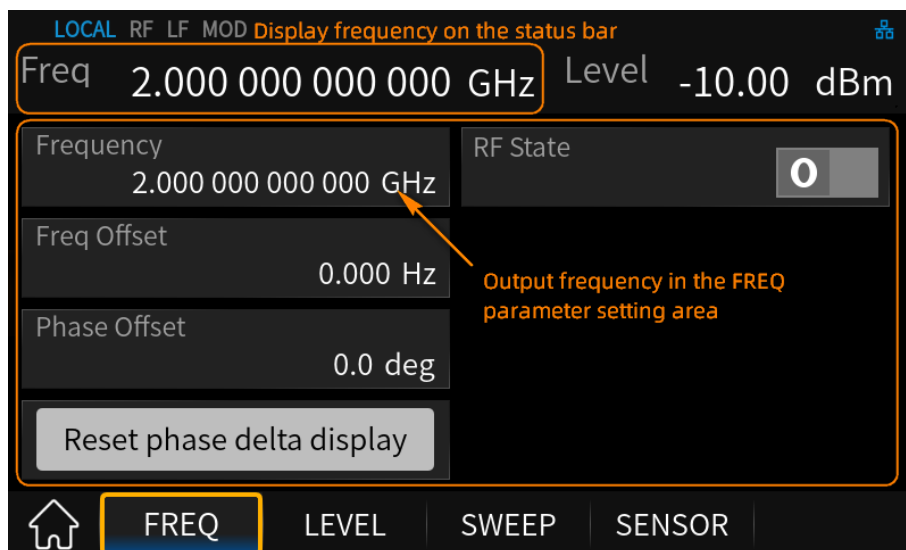 LOCAL RF LF MOD Display frequency on the status bar
Freq 2.000 000 000 000 GHz Level -10.00 dBm
Frequency RF State
2.000 000 000 000 GHz O
Freq Offset
0.000 Hz
Output frequency in the FREQ
parameter setting area
Phase Offset
0.0 deg
Reset phase delta display
FREQ LEVEL SWEEP SENSOR